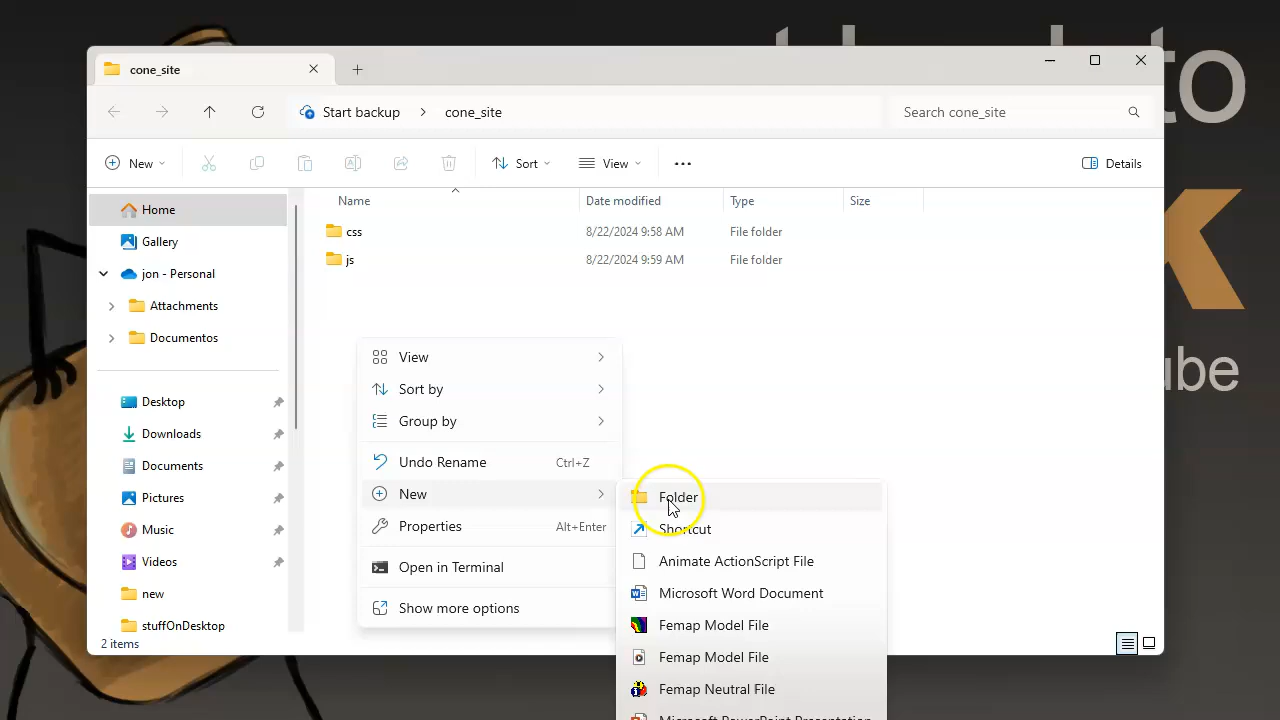 cone_site
Start backup
cone_site
Search cone_site
New
Sort
View
Details
Home
Gallery
jon - Personal
Attachments
Documentos
Desktop
Downloads
Documents
Pictures
Music
Videos
new
stuffOnDesktop
Name
Date modified
Type
Size
css 8/22/2024 9:58 AM File folder
js 8/22/2024 9:59 AM File folder
View
Sort by
Group by
Undo Rename Ctrl+Z
New
Properties Alt+Enter
Open in Terminal
Show more options
Folder
Shortcut
Animate ActionScript File
Microsoft Word Document
Femap Model File
Femap Model File
Femap Neutral File
Microsoft PowerPoint Presentation
2 items
to